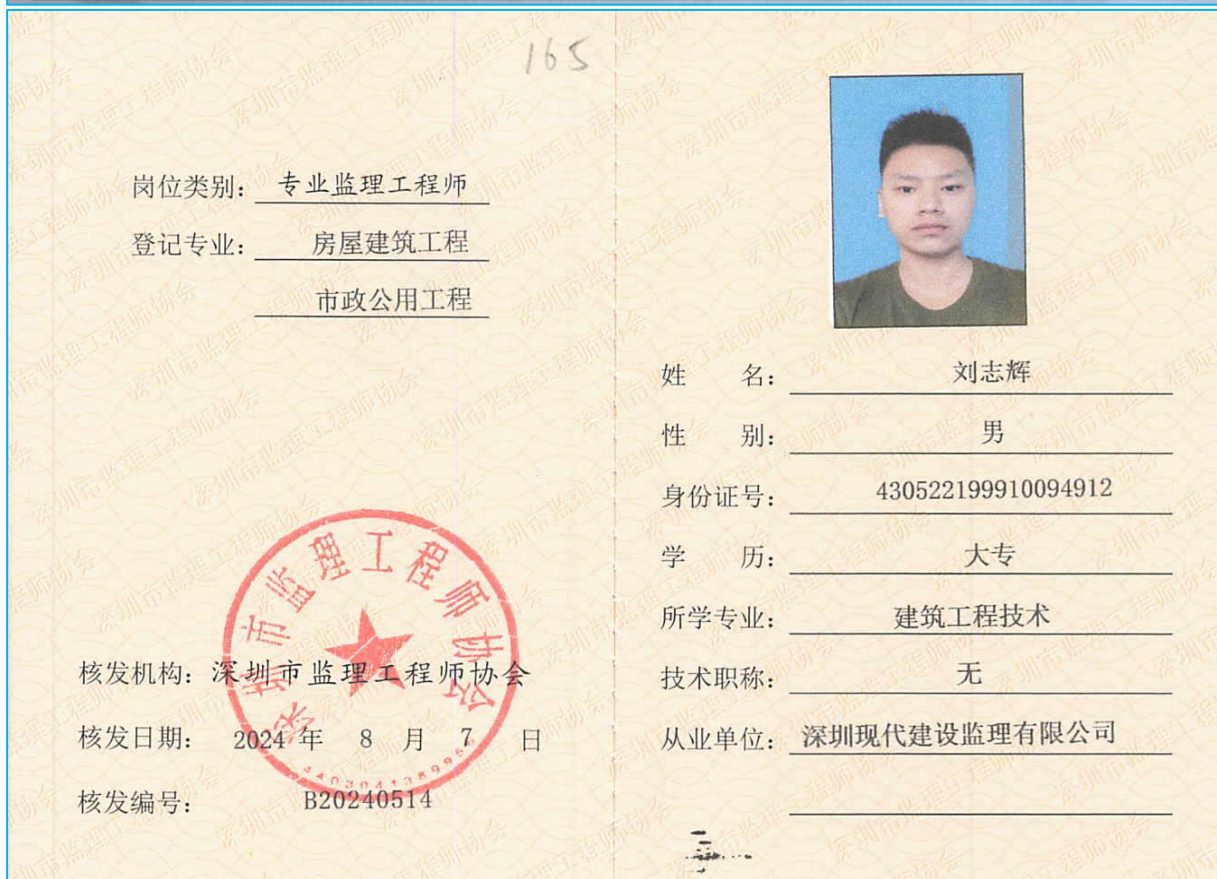 165
岗位类别： 专业监理工程师
登记专业： 房屋建筑工程
市政公用工程
核发机构：深圳市监理工程师协会
核发日期： 2024 年 8 月 7 日
核发编号： B20240514
深圳市监理工程师协会
姓 名： 刘志辉
性 别： 男
身份证号： 430522199910094912
学 历： 大专
所学专业： 建筑工程技术
技术职称： 无
从业单位： 深圳现代建设监理有限公司